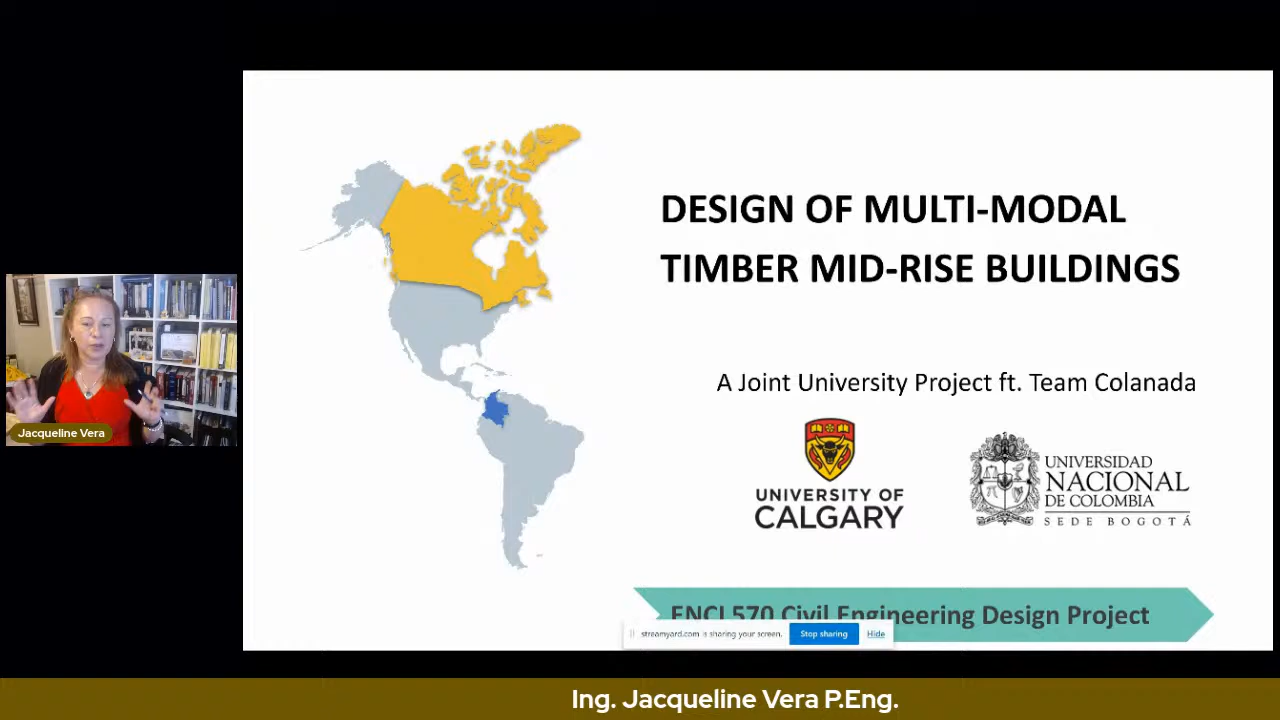 DESIGN OF MULTI-MODAL
TIMBER MID-RISE BUILDINGS
A Joint University Project ft. Team Colanada
UNIVERSITY OF
CALGARY
UNIVERSIDAD
NACIONAL
DE COLOMBIA
SEDE BOGOTÁ
ENCI 570 Civil Engineering Design Project
streamyard.com is sharing your screen.
Stop sharing
Hide
Jacqueline Vera
Ing. Jacqueline Vera P.Eng.